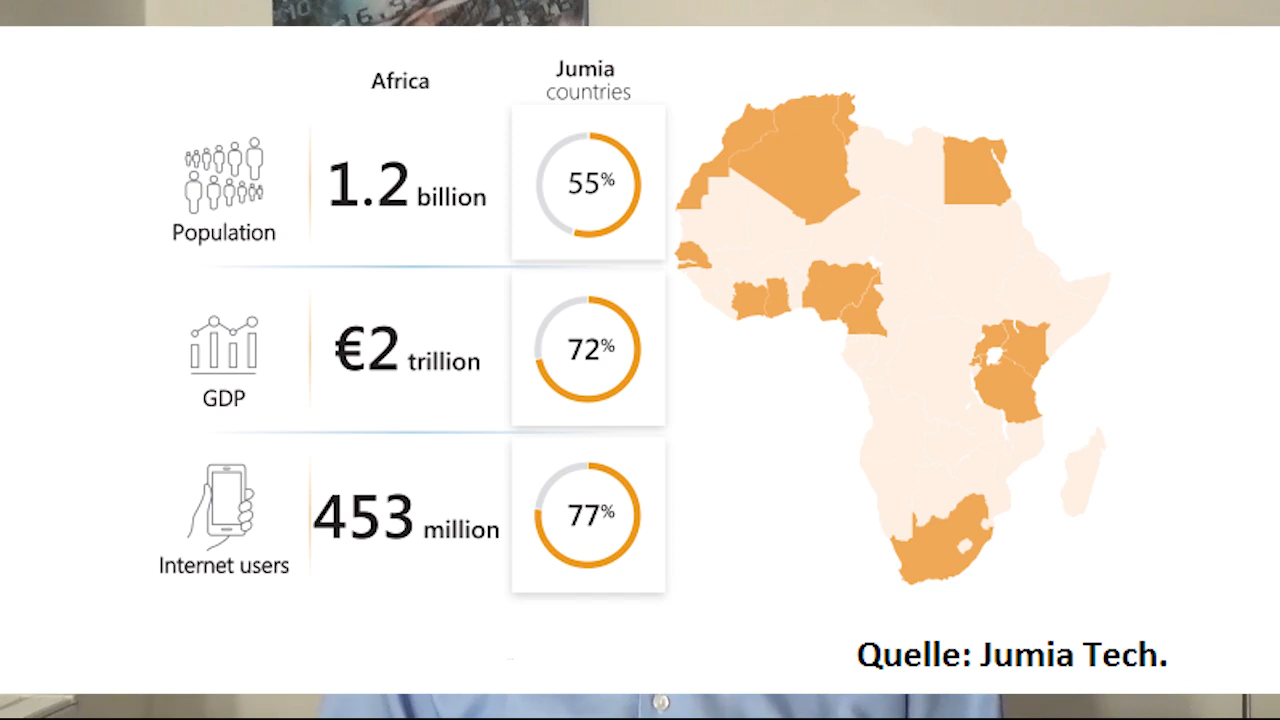 Africa
Jumia
countries
Population
1.2 billion
55%
GDP
€2 trillion
72%
Internet users
453 million
77%
Quelle: Jumia Tech.